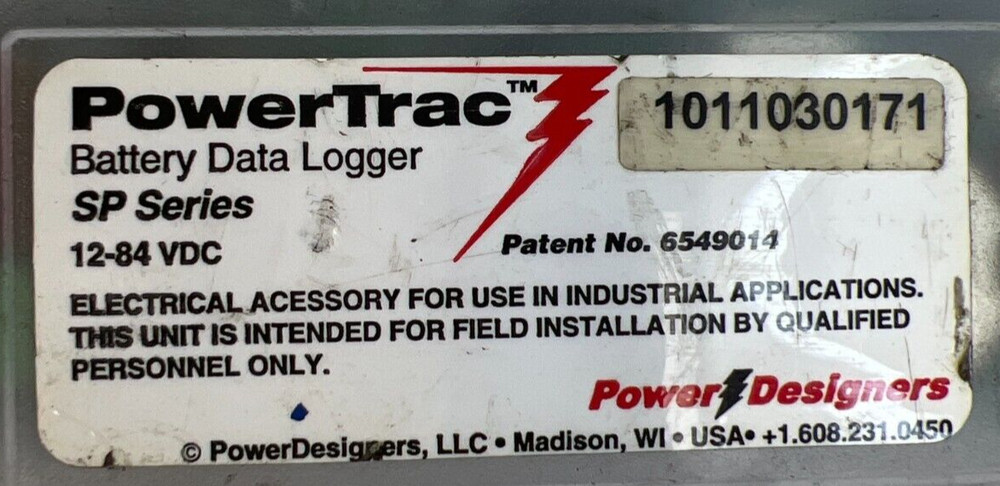 PowerTrac™
1011030171
Battery Data Logger
SP Series
12-84 VDC
Patent No. 6549014
ELECTRICAL ACESSORY FOR USE IN INDUSTRIAL APPLICATIONS.
THIS UNIT IS INTENDED FOR FIELD INSTALLATION BY QUALIFIED
PERSONNEL ONLY.
Power Designers
© PowerDesigners, LLC • Madison, WI • USA• +1.608.231.0450